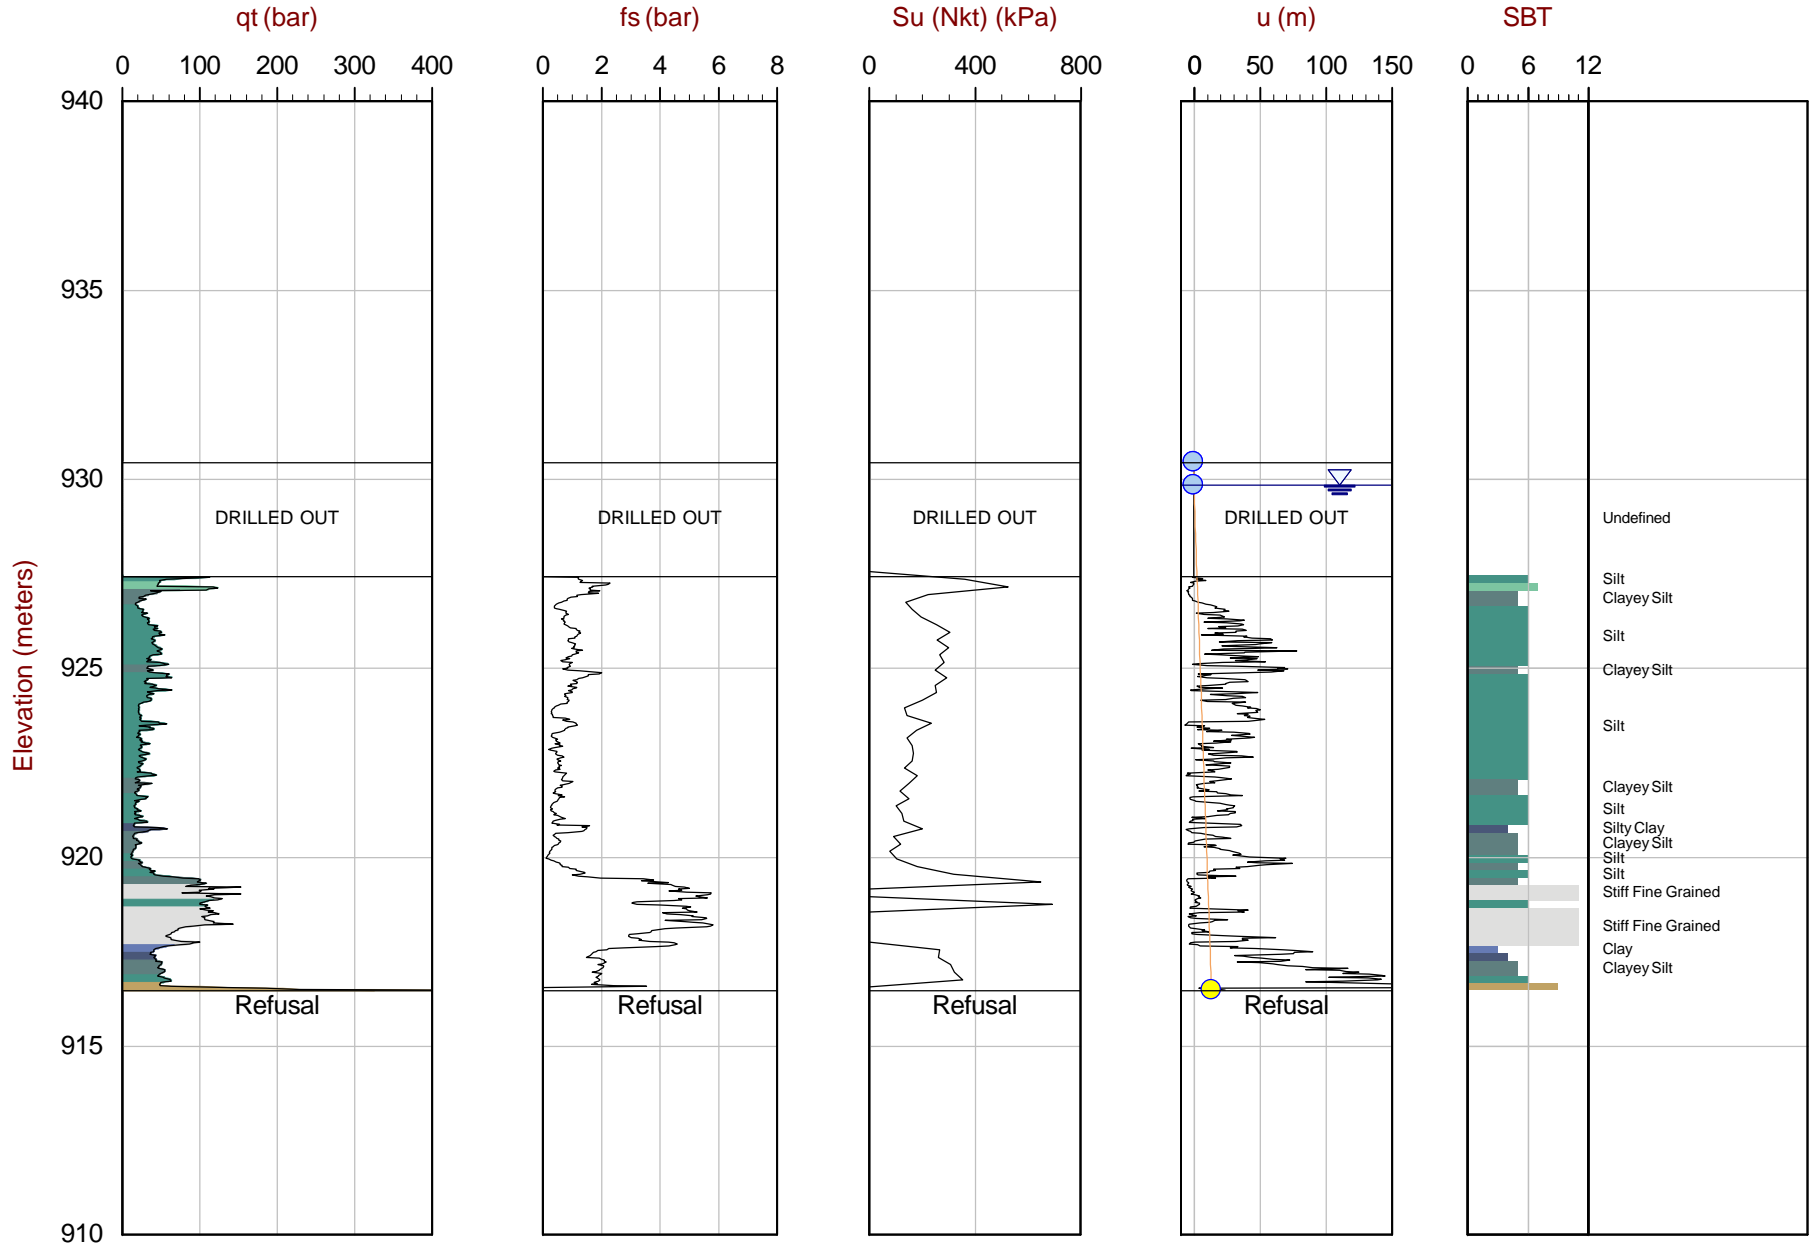 qt (bar) fs (bar) Su (Nkt) (kPa) u (m) SBT
0 100 200 300 400 0 2 4 6 8 0 400 800 0 50 100 150 0 6 12
940
935
930
DRILLED OUT DRILLED OUT DRILLED OUT DRILLED OUT Undefined
Elevation (meters)
Silt
Clayey Silt
Silt
925
Clayey Silt
Silt
Clayey Silt
Silt
Silty Clay
Clayey Silt
920
Silt
Silt
Stiff Fine Grained
Stiff Fine Grained
Clay
Clayey Silt
Refusal Refusal Refusal Refusal
915
910